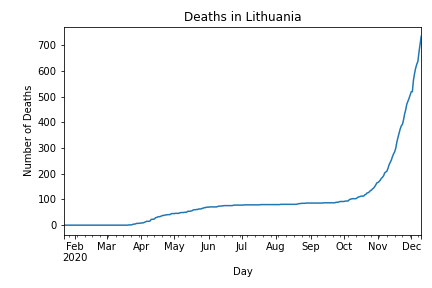 Deaths in Lithuania
Number of Deaths
700
600
500
400
300
200
100
0
Feb Mar Apr May Jun Jul Aug Sep Oct Nov Dec
2020
Day